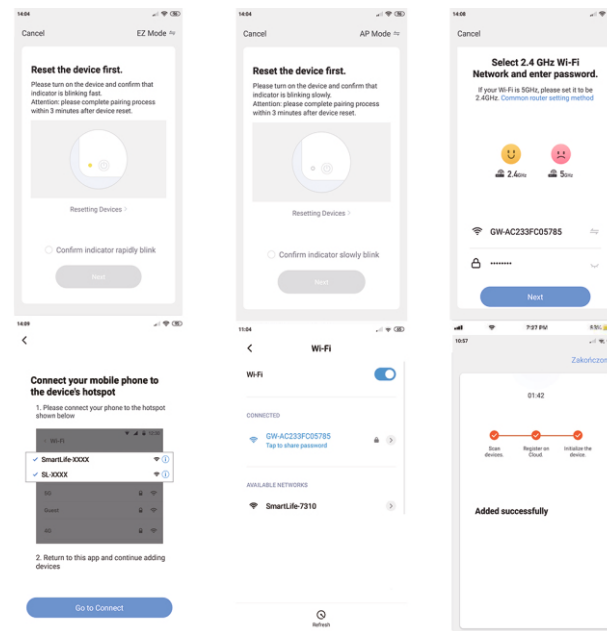 14:04
Cancel
EZ Mode
Reset the device first.
Please turn on the device and confirm that
indicator is blinking fast.
Attention: please complete pairing process
within 3 minutes after device reset.
Resetting Devices >
Confirm indicator rapidly blink
Next
14:04
Cancel
AP Mode
Reset the device first.
Please turn on the device and confirm that
indicator is blinking slowly.
Attention: please complete pairing process
within 3 minutes after device reset.
Resetting Devices >
Confirm indicator slowly blink
Next
14:08
Cancel
Select 2.4 GHz Wi-Fi
Network and enter password.
If your Wi-Fi is 5GHz, please set it to be
2.4GHz. Common router setting method
2.4GHz
5GHz
GW-AC233FC05785
Next
14:09
Connect your mobile phone to
the device's hotspot
1. Please connect your phone to the hotspot
shown below
Wi-Fi
SmartLife-XXXX
SL-XXXX
5G
Guest
4G
2. Return to this app and continue adding
devices
Go to Connect
11:04
Wi-Fi
Wi-Fi
CONNECTED
GW-AC233FC05785
Tap to share password
AVAILABLE NETWORKS
SmartLife-7310
Refresh
7:27 PM
10:57
Zakończon
01:42
Scan
devices.
Register on
Cloud.
Initialize the
device.
Added successfully